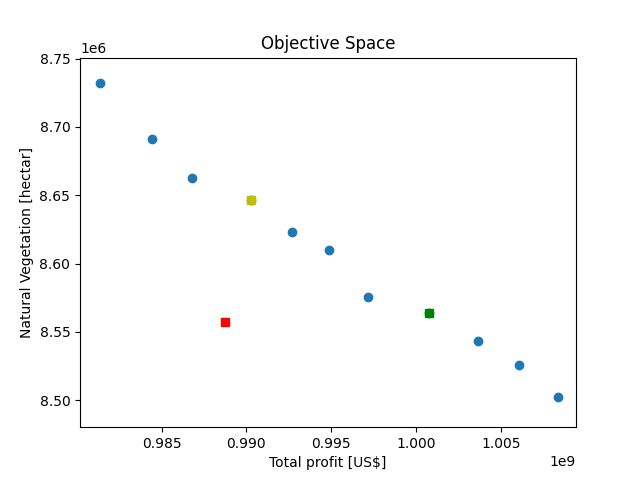 Objective Space
1e6
8.75
8.70
8.65
8.60
8.55
8.50
Natural Vegetation [hectar]
0.985 0.990 0.995 1.000 1.005
1e9
Total profit [US$]